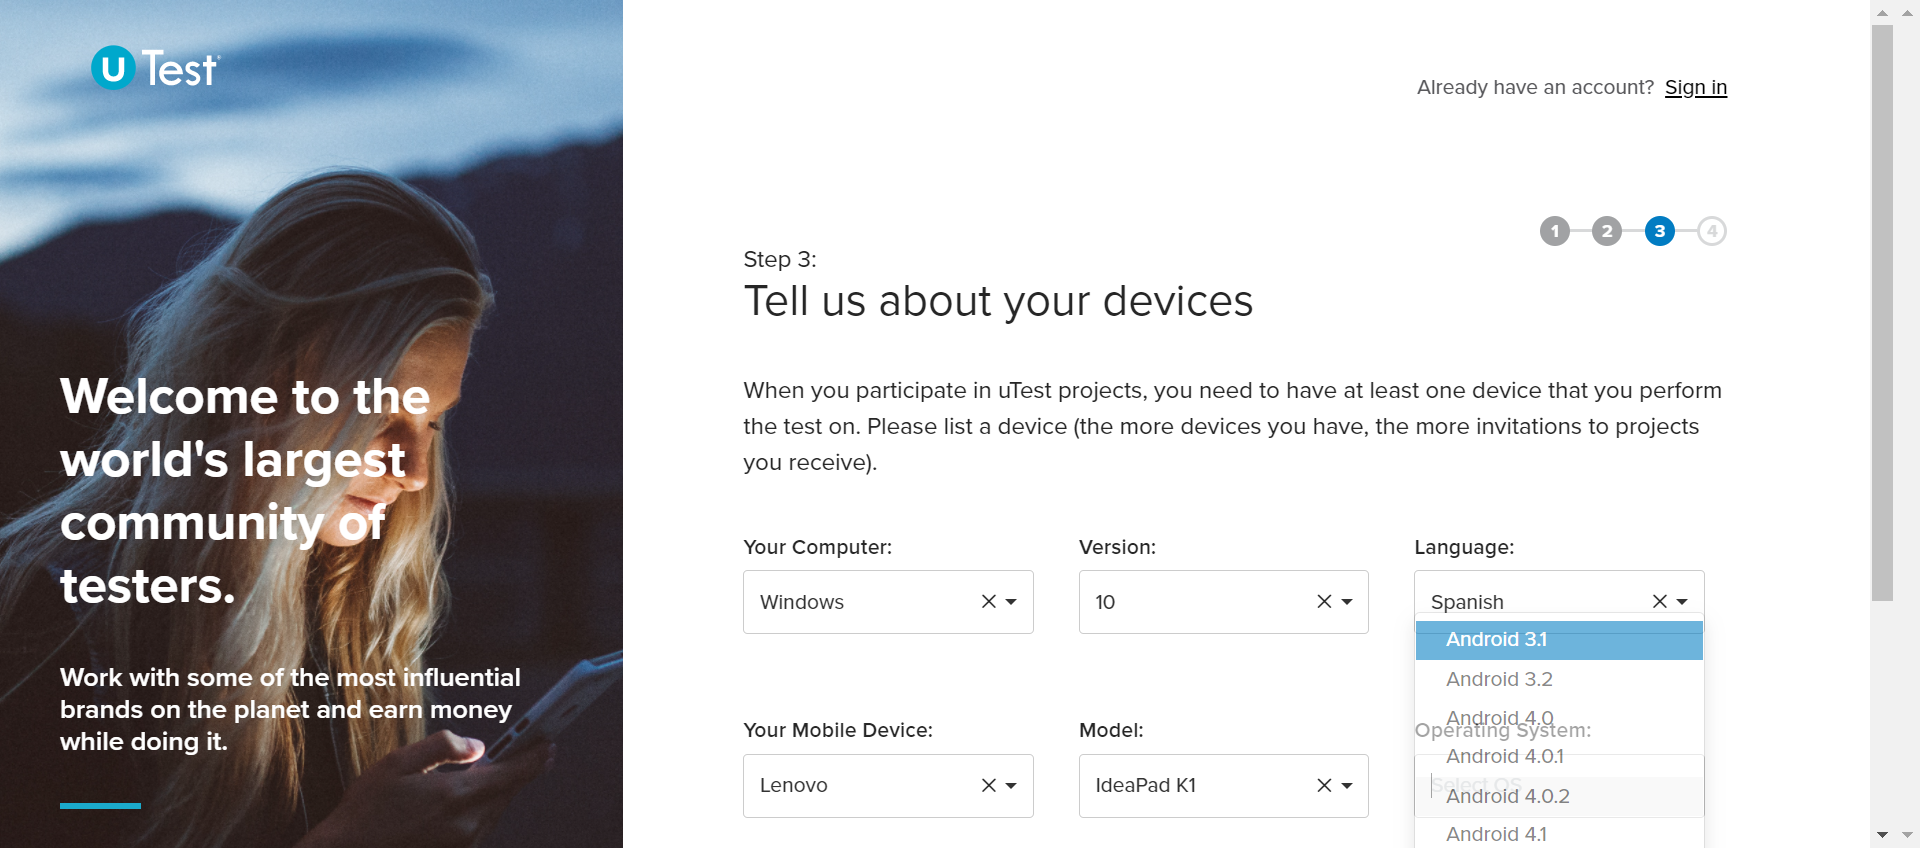 u Test
Already have an account? Sign in
1 2 3 4
Step 3:
Tell us about your devices
Welcome to the
world's largest
community of
testers.
Work with some of the most influential
brands on the planet and earn money
while doing it.
When you participate in uTest projects, you need to have at least one device that you perform
the test on. Please list a device (the more devices you have, the more invitations to projects
you receive).
Your Computer: Version: Language:
Windows 10 Spanish
Android 3.1
Android 3.2
Android 4.0
Your Mobile Device: Model: Operating System:
Android 4.0.1
Lenovo IdeaPad K1 Select OS
Android 4.0.2
Android 4.1